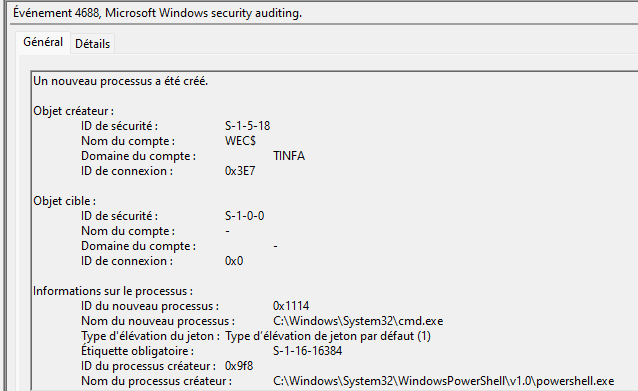 Événement 4688, Microsoft Windows security auditing.
Général Détails
Un nouveau processus a été créé.
Objet créateur :
ID de sécurité : S-1-5-18
Nom du compte : WEC$
Domaine du compte : TINFA
ID de connexion : 0x3E7
Objet cible :
ID de sécurité : S-1-0-0
Nom du compte : -
Domaine du compte : -
ID de connexion : 0x0
Informations sur le processus :
ID du nouveau processus : 0x1114
Nom du nouveau processus : C:\Windows\System32\cmd.exe
Type d'élévation du jeton : Type d'élévation de jeton par défaut (1)
Étiquette obligatoire : S-1-16-16384
ID du processus créateur : 0x9f8
Nom du processus créateur : C:\Windows\System32\WindowsPowerShell\v1.0\powershell.exe